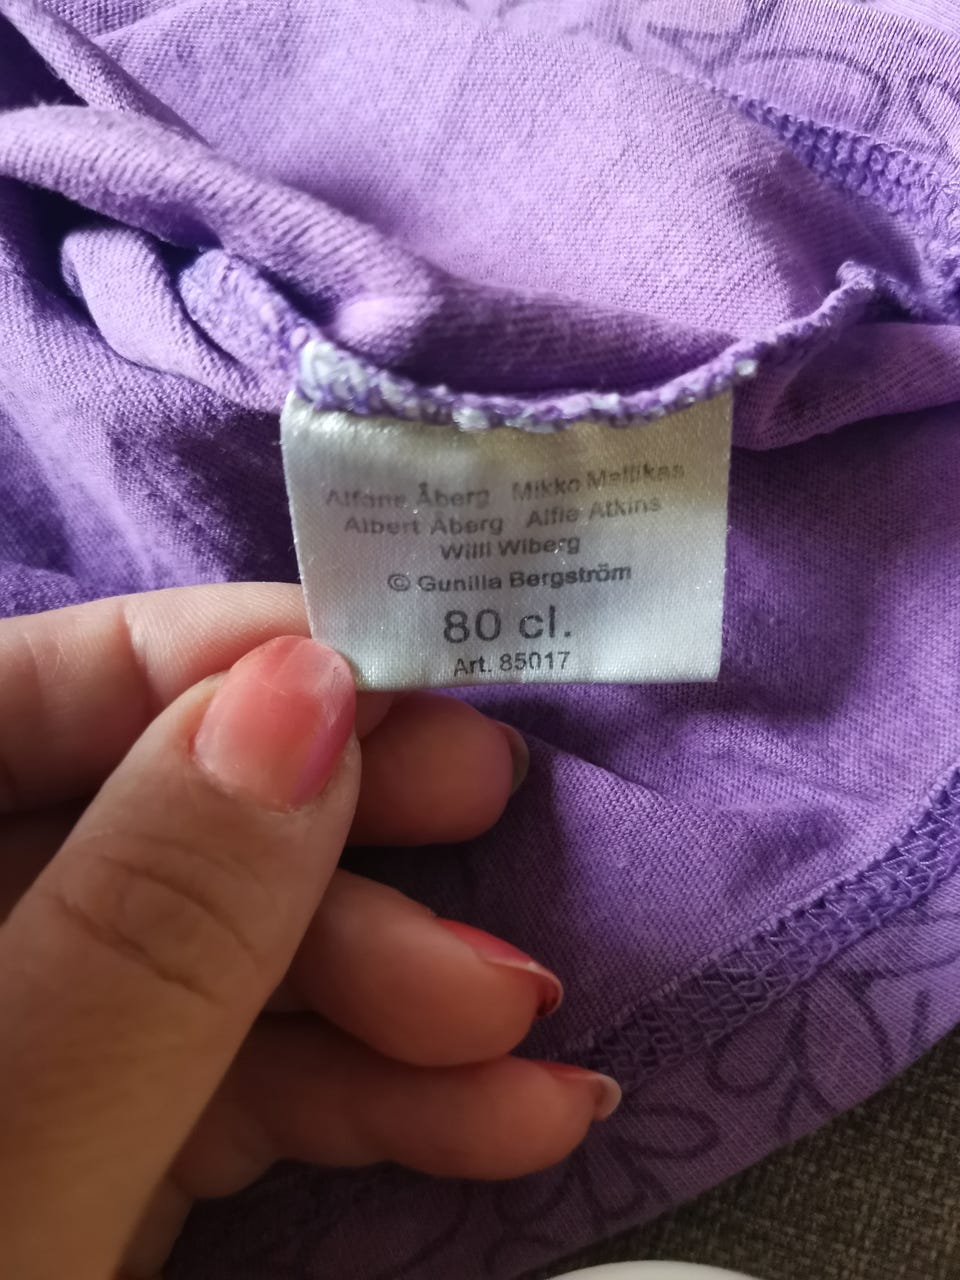 Alfons Åberg Mikko Mallikas
Albert Åberg Alfie Atkins
Willi Wiberg
© Gunilla Bergström
80 cl.
Art. 85017